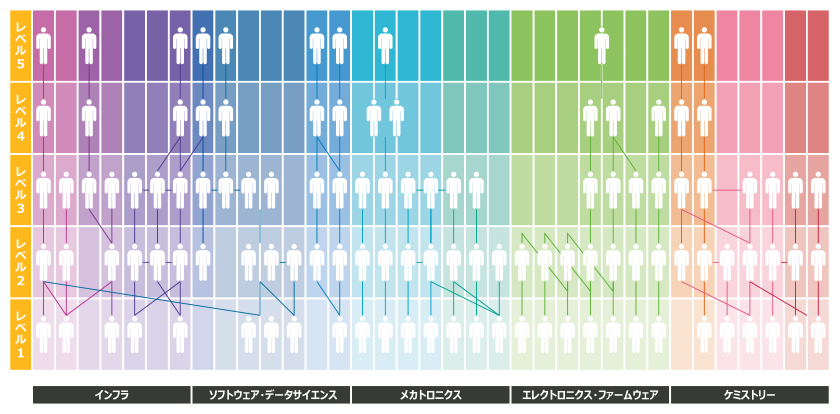 レベル5
レベル4
レベル3
レベル2
レベル1
インフラ
ソフトウェア・データサイエンス
メカトロニクス
エレクトロニクス・ファームウェア
ケミストリー